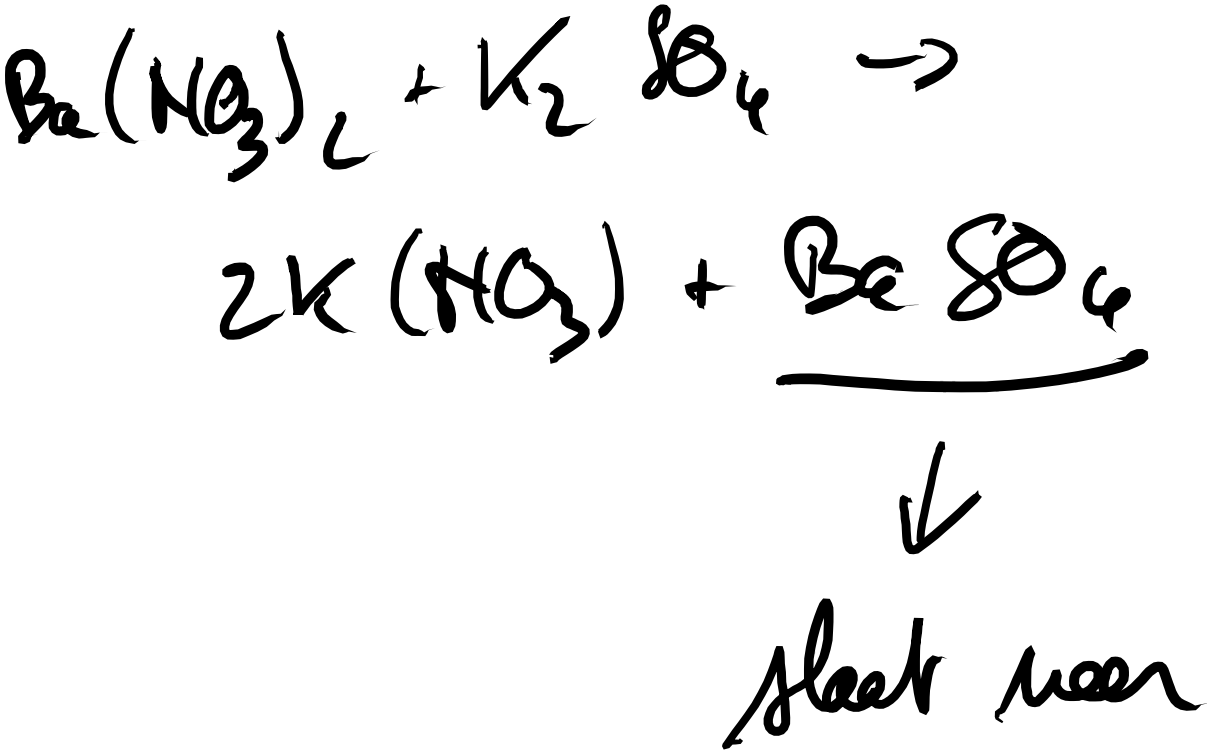 Ba(NO₃)₂ + K₂ SO₄ →
2K(NO₃) + BaSO₄
↓
slaat neer